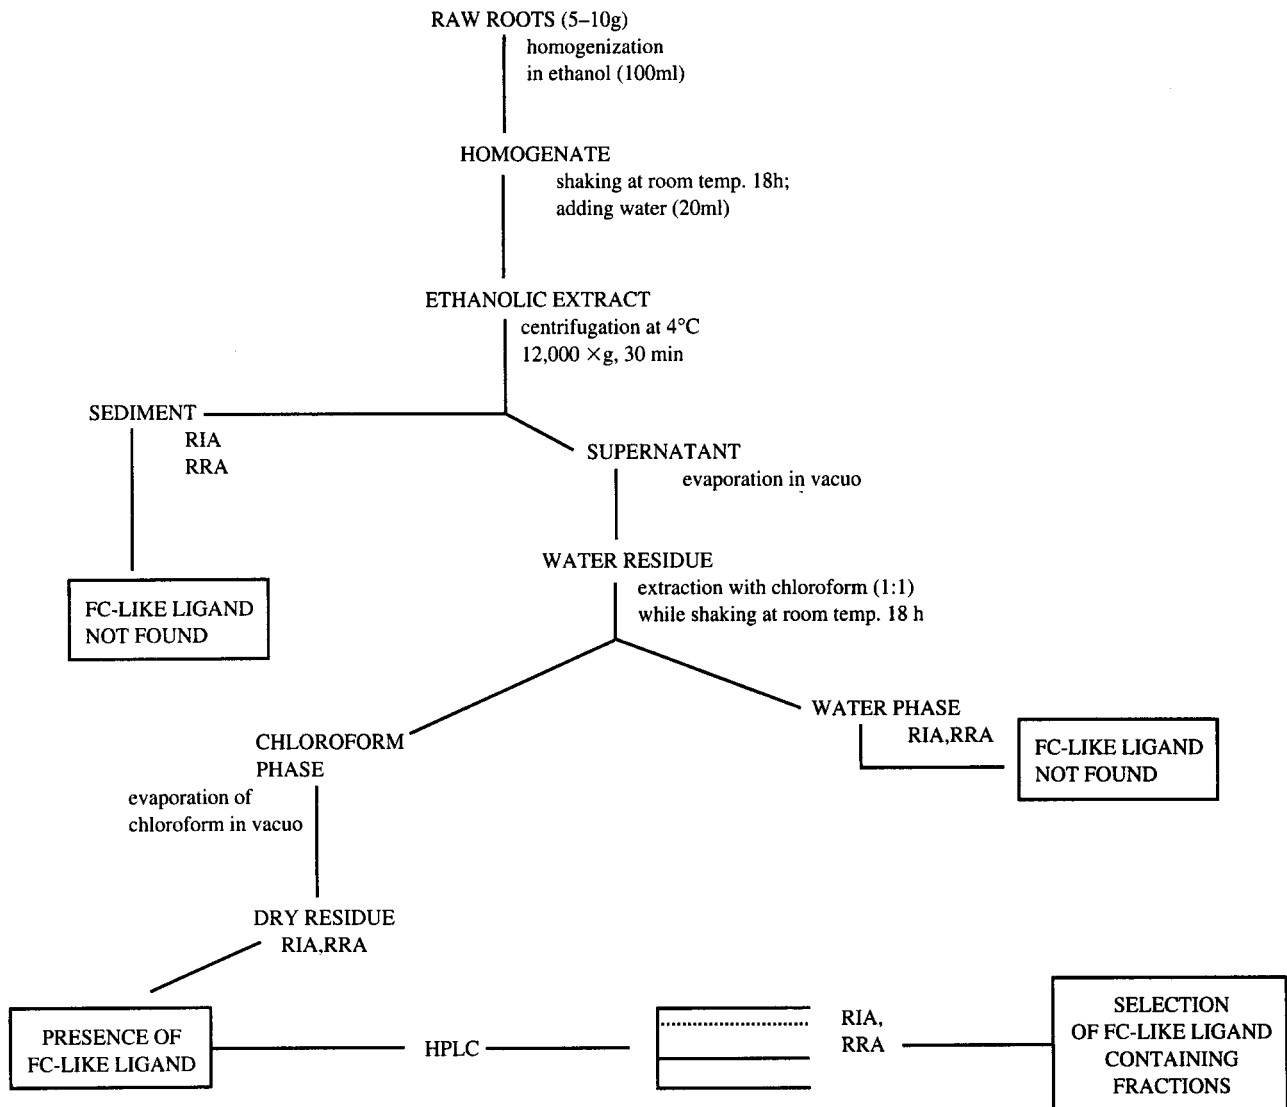 RAW ROOTS (5–10g)
homogenization
in ethanol (100ml)
HOMOGENATE
shaking at room temp. 18h;
adding water (20ml)
ETHANOLIC EXTRACT
centrifugation at 4°C
12,000 ×g, 30 min
SEDIMENT
RIA
RRA
SUPERNATANT
evaporation in vacuo
FC-LIKE LIGAND
NOT FOUND
WATER RESIDUE
extraction with chloroform (1:1)
while shaking at room temp. 18 h
CHLOROFORM
PHASE
evaporation of
chloroform in vacuo
WATER PHASE
RIA,RRA
FC-LIKE LIGAND
NOT FOUND
DRY RESIDUE
RIA,RRA
PRESENCE OF
FC-LIKE LIGAND
HPLC
RIA,
RRA
SELECTION
OF FC-LIKE LIGAND
CONTAINING
FRACTIONS